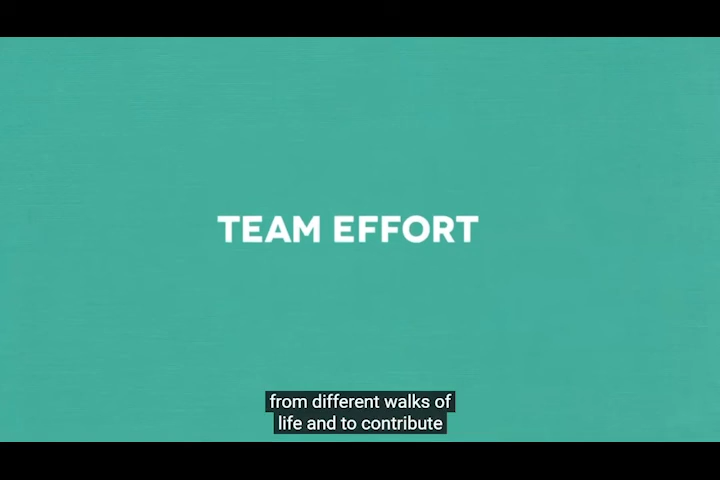 TEAM EFFORT
from different walks of
life and to contribute